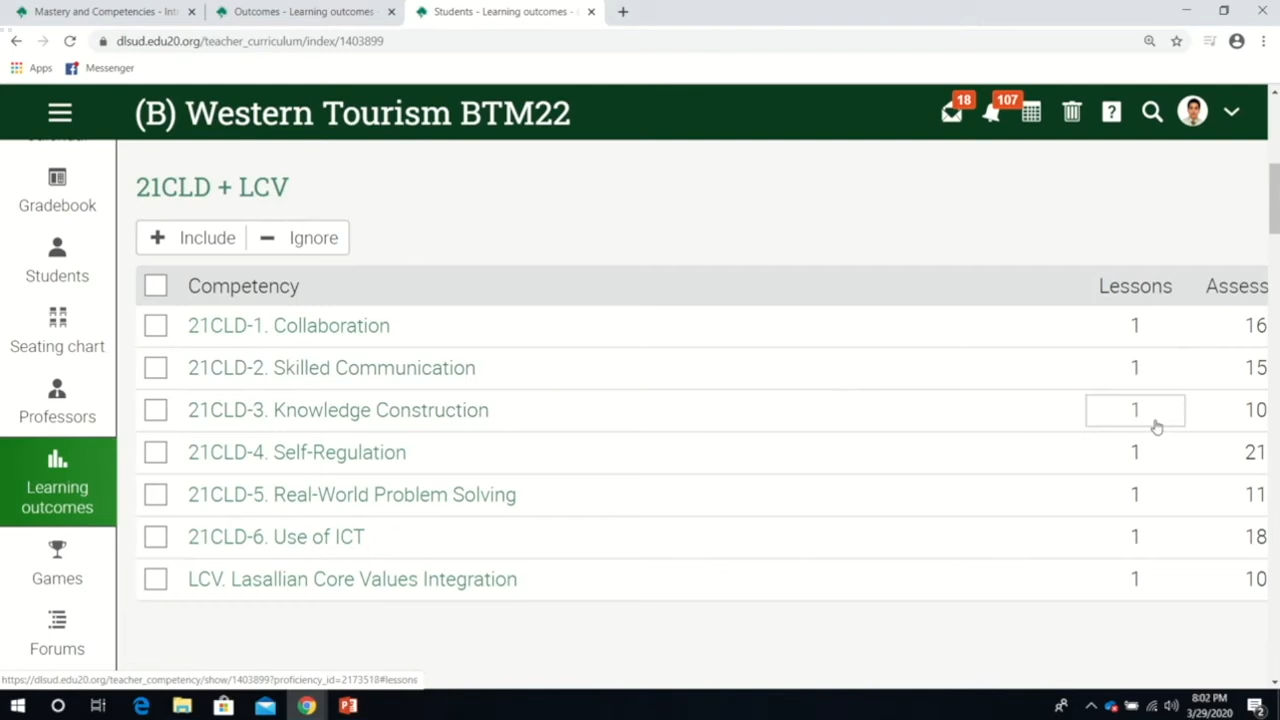 Mastery and Competencies - Int
Outcomes - Learning outcomes -
Students - Learning outcomes -
dlsud.edu20.org/teacher_curriculum/index/1403899
Apps
Messenger
(B) Western Tourism BTM22
18
107
Gradebook
Students
Seating chart
Professors
Learning
outcomes
Games
Forums
21CLD + LCV
+ Include
− Ignore
Competency Lessons Assess
21CLD-1. Collaboration 1 16
21CLD-2. Skilled Communication 1 15
21CLD-3. Knowledge Construction 1 10
21CLD-4. Self-Regulation 1 21
21CLD-5. Real-World Problem Solving 1 11
21CLD-6. Use of ICT 1 18
LCV. Lasallian Core Values Integration 1 10
https://dlsud.edu20.org/teacher_competency/show/1403899?proficiency_id=2173518#lessons
8:02 PM
3/29/2020
2